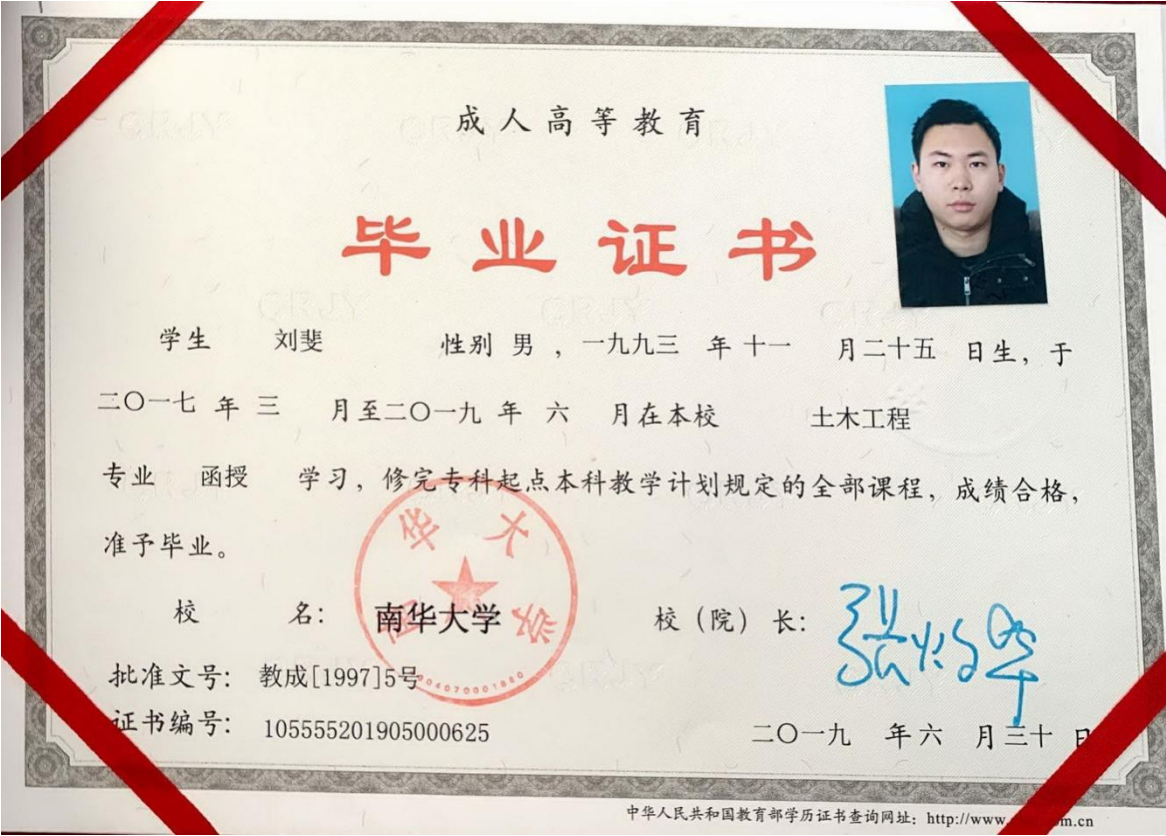 成人高等教育
毕业证书
学生 刘斐 性别 男 ，一九九三 年 十一 月二十五 日生，于
二〇一七 年 三 月至二〇一九 年 六 月在本校 土木工程
专业 函授 学习，修完专科起点本科教学计划规定的全部课程，成绩合格，
准予毕业。
校 名： 南华大学 校（院）长：
南华大学
批准文号： 教成[1997]5号
证书编号： 105555201905000625
二〇一九 年六 月三十 日
中华人民共和国教育部学历证书查询网址： http://www. m.cn